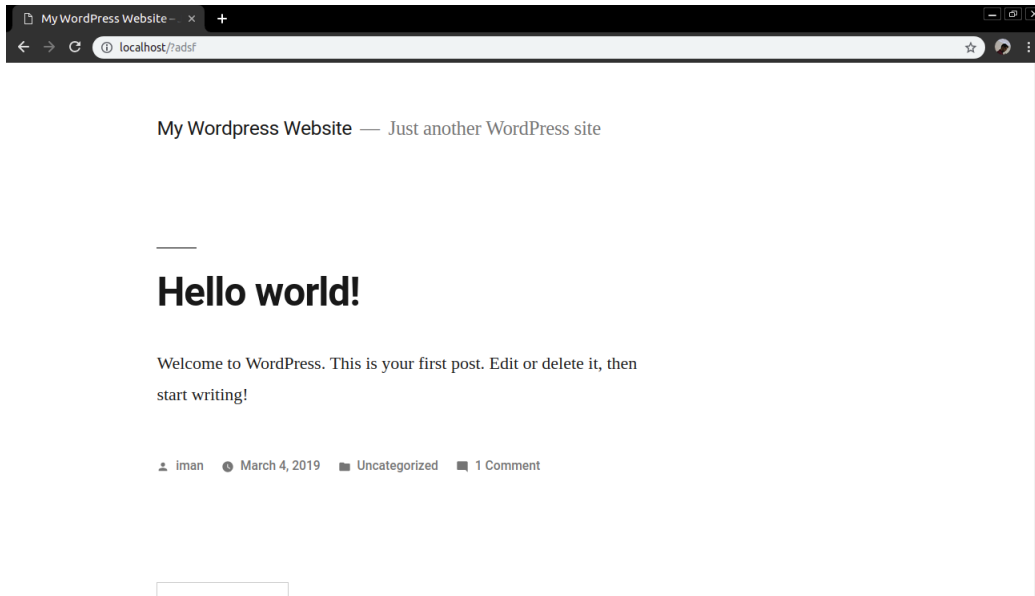 My WordPress Website –
localhost/?adsf
My Wordpress Website — Just another WordPress site
Hello world!
Welcome to WordPress. This is your first post. Edit or delete it, then
start writing!
iman March 4, 2019 Uncategorized 1 Comment